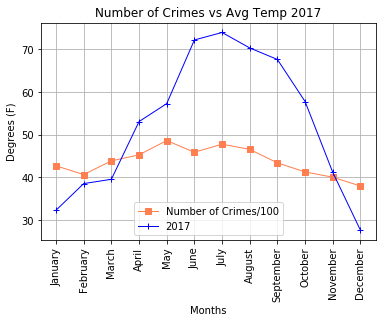 Number of Crimes vs Avg Temp 2017
Degrees (F)
70
60
50
40
30
Number of Crimes/100
2017
January
February
March
April
May
June
July
August
September
October
November
December
Months